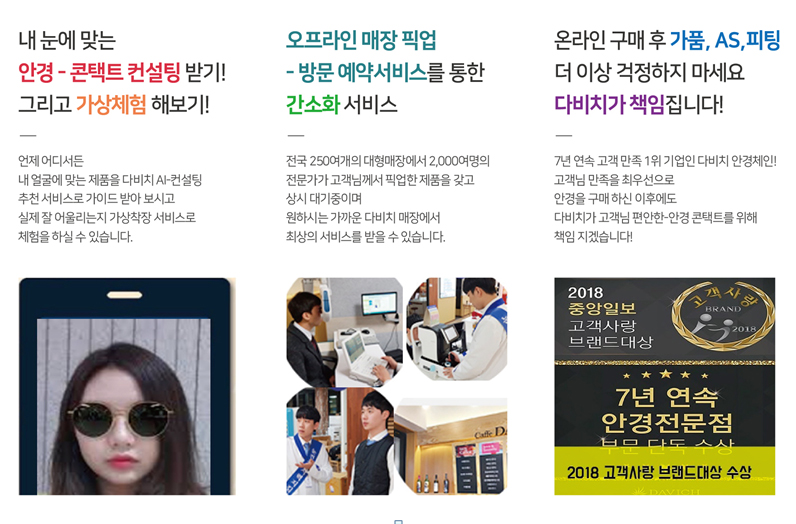 내 눈에 맞는
안경 - 콘택트 컨설팅 받기!
그리고 가상체험 해보기!
언제 어디서든
내 얼굴에 맞는 제품을 다비치 AI-컨설팅
추천 서비스로 가이드 받아 보시고
실제 잘 어울리는지 가상착장 서비스로
체험을 하실 수 있습니다.
오프라인 매장 픽업
- 방문 예약서비스를 통한
간소화 서비스
전국 250여개의 대형매장에서 2,000여명의
전문가가 고객님께서 픽업한 제품을 갖고
상시 대기중이며
원하시는 가까운 다비치 매장에서
최상의 서비스를 받을 수 있습니다.
Caffe
온라인 구매 후 가품, AS,피팅
더 이상 걱정하지 마세요
다비치가 책임집니다!
7년 연속 고객 만족 1위 기업인 다비치 안경체인!
고객님 만족을 최우선으로
안경을 구매 하신 이후에도
다비치가 고객님 편안한-안경 콘택트를 위해
책임 지겠습니다!
2018
중앙일보
고객사랑
브랜드대상
고객사랑
BRAND
2018
7년 연속
안경전문점
부문 단독 수상
2018 고객사랑 브랜드대상 수상